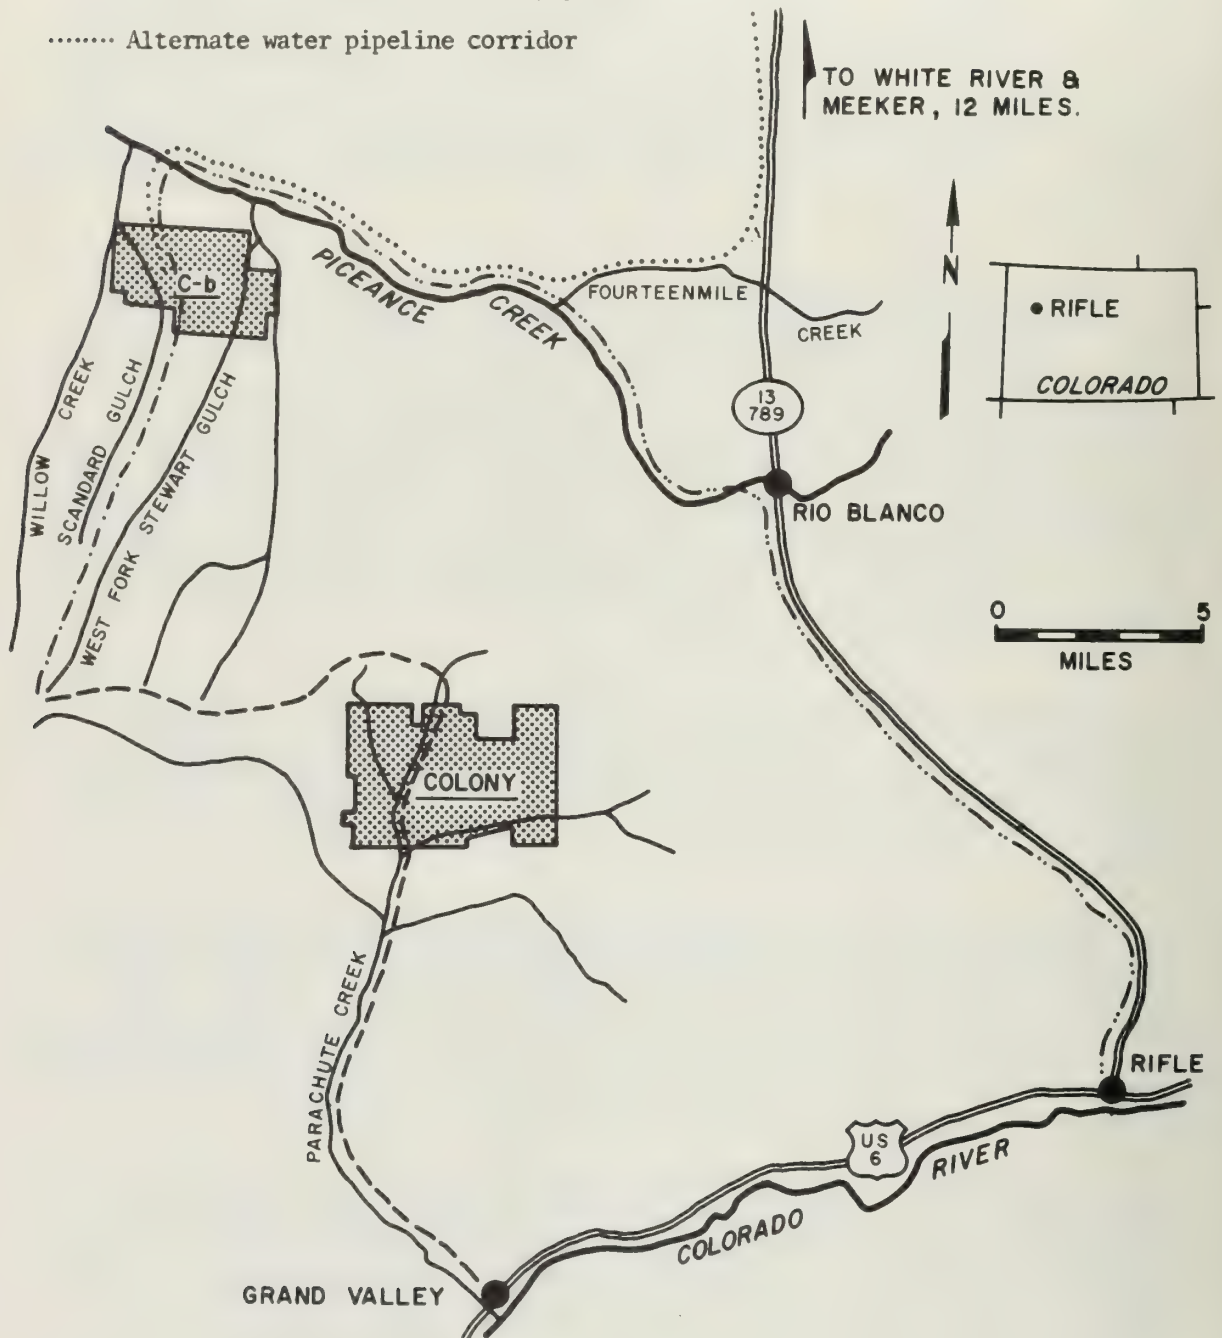 ........ Alternate water pipeline corridor
TO WHITE RIVER &
MEEKER, 12 MILES.
N
RIFLE
COLORADO
C-b
PICEANCE CREEK
FOURTEENMILE
CREEK
13
789
WILLOW CREEK
SCANDARD GULCH
WEST FORK STEWART GULCH
RIO BLANCO
0 5
MILES
COLONY
PARACHUTE CREEK
RIFLE
US
6
COLORADO RIVER
GRAND VALLEY